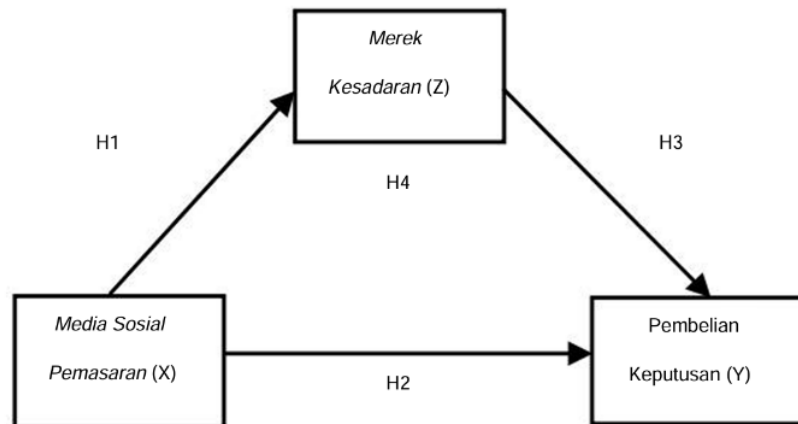 Merek
Kesadaran (Z)
H1
H3
H4
Media Sosial
Pemasaran (X)
H2
Pembelian
Keputusan (Y)